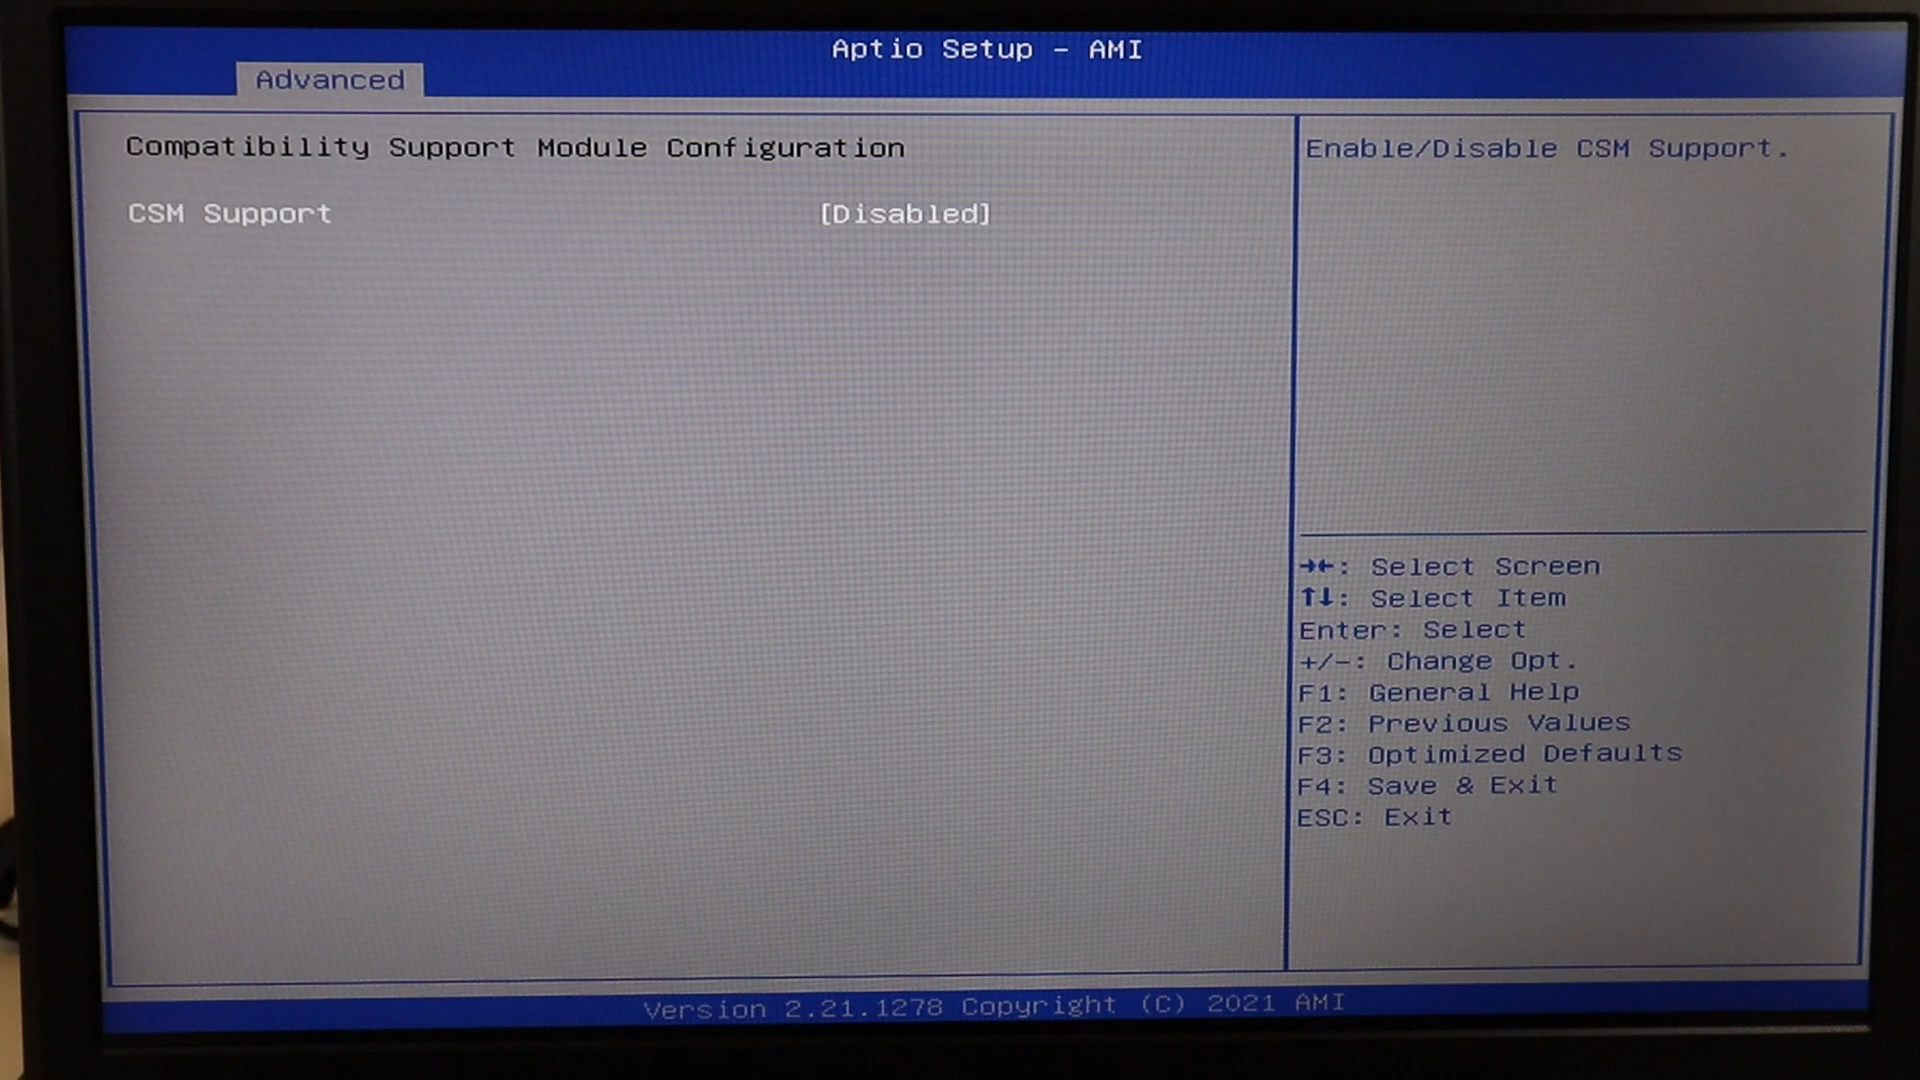 Aptio Setup – AMI
Advanced
Compatibility Support Module Configuration
CSM Support [Disabled]
Enable/Disable CSM Support.
→←: Select Screen
↑↓: Select Item
Enter: Select
+/-: Change Opt.
F1: General Help
F2: Previous Values
F3: Optimized Defaults
F4: Save & Exit
ESC: Exit
Version 2.21.1278 Copyright (C) 2021 AMI